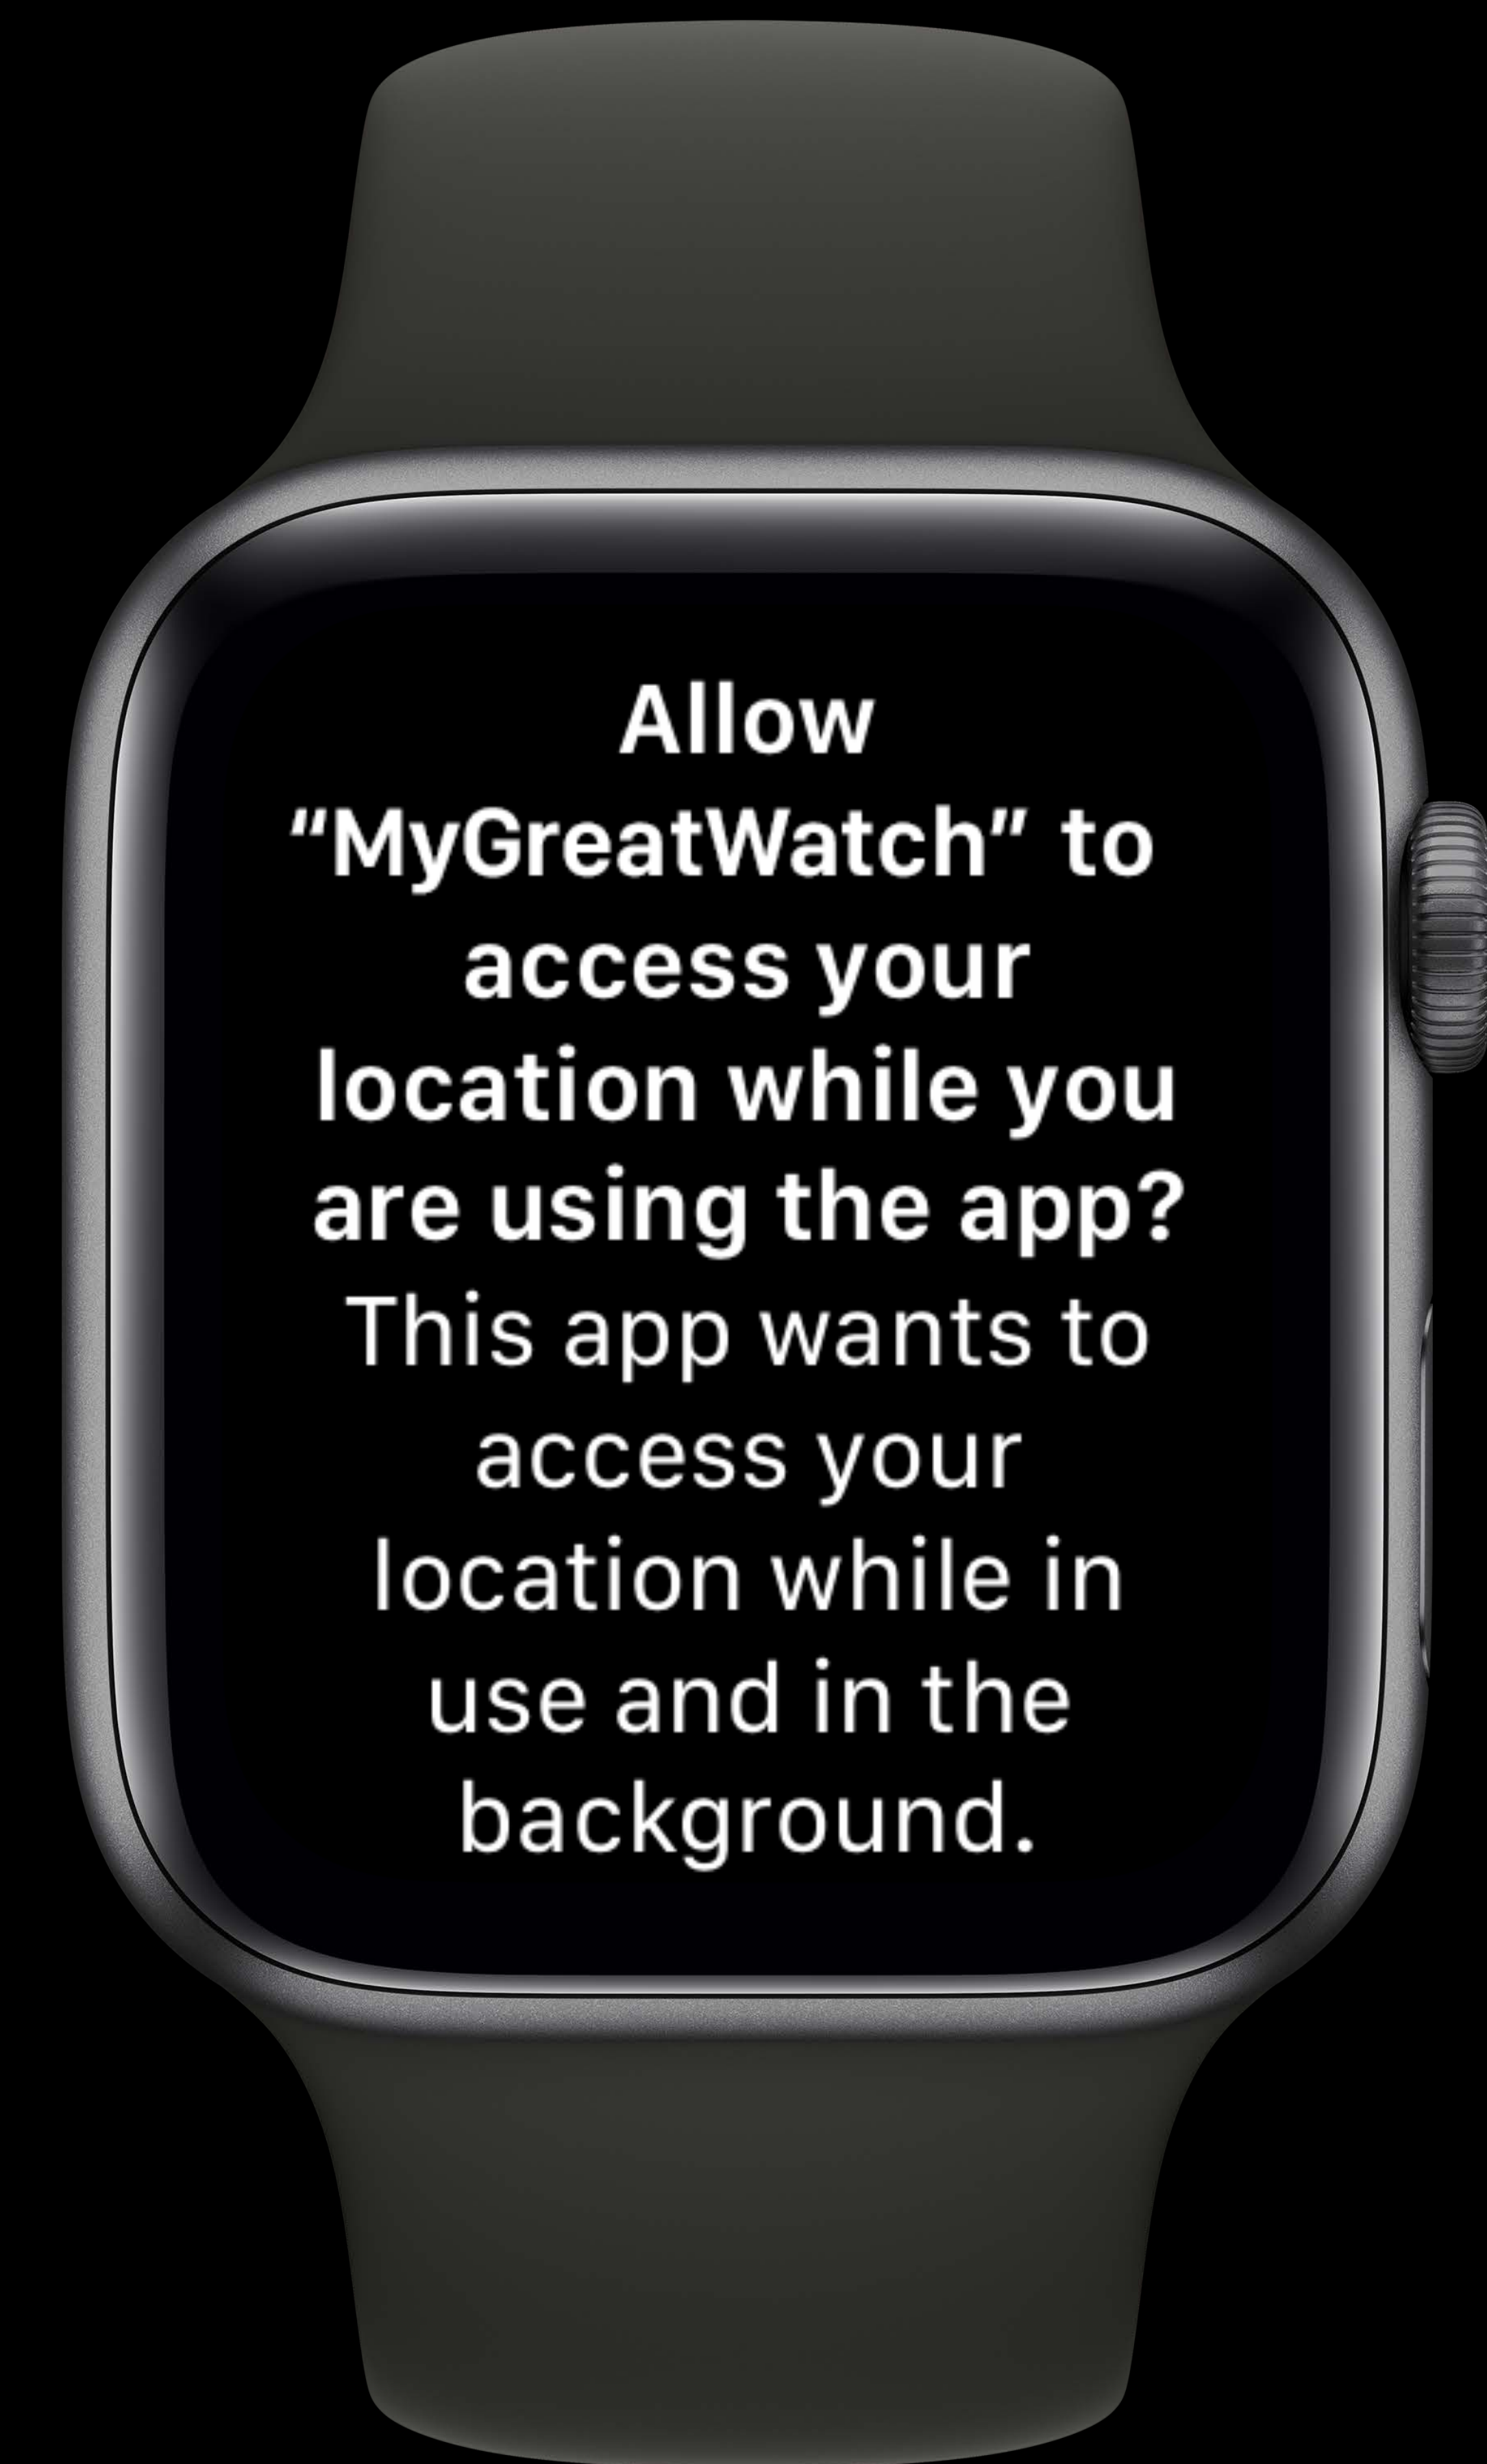 Allow
“MyGreatWatch” to
access your
location while you
are using the app?
This app wants to
access your
location while in
use and in the
background.